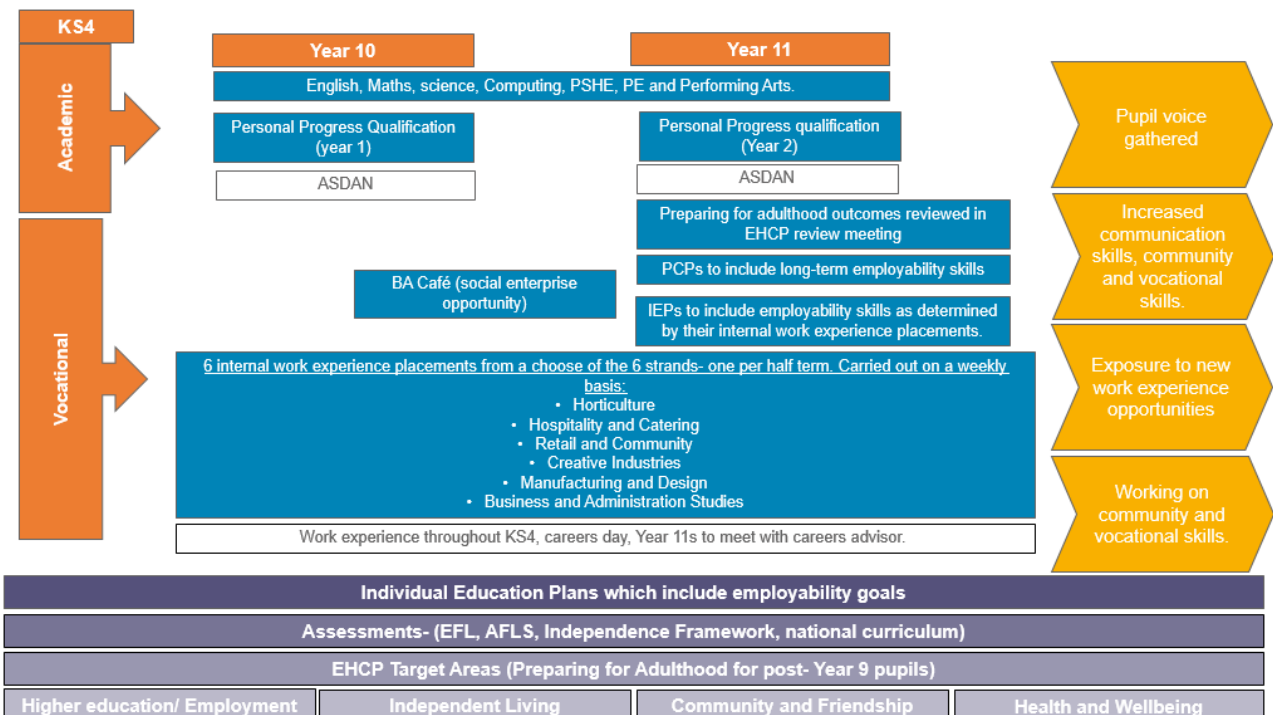 KS4
Year 10
Year 11
Academic
English, Maths, science, Computing, PSHE, PE and Performing Arts.
Personal Progress Qualification
(year 1)
Personal Progress qualification
(Year 2)
ASDAN
ASDAN
Pupil voice
gathered
Preparing for adulthood outcomes reviewed in
EHCP review meeting
Increased
communication
skills, community
and vocational
skills.
Vocational
BA Café (social enterprise
opportunity)
PCPs to include long-term employability skills
IEPs to include employability skills as determined
by their internal work experience placements.
6 internal work experience placements from a choose of the 6 strands- one per half term. Carried out on a weekly
basis:
• Horticulture
• Hospitality and Catering
• Retail and Community
• Creative Industries
• Manufacturing and Design
• Business and Administration Studies
Exposure to new
work experience
opportunities
Work experience throughout KS4, careers day, Year 11s to meet with careers advisor.
Working on
community and
vocational skills.
Individual Education Plans which include employability goals
Assessments- (EFL, AFLS, Independence Framework, national curriculum)
EHCP Target Areas (Preparing for Adulthood for post- Year 9 pupils)
Higher education/ Employment
Independent Living
Community and Friendship
Health and Wellbeing